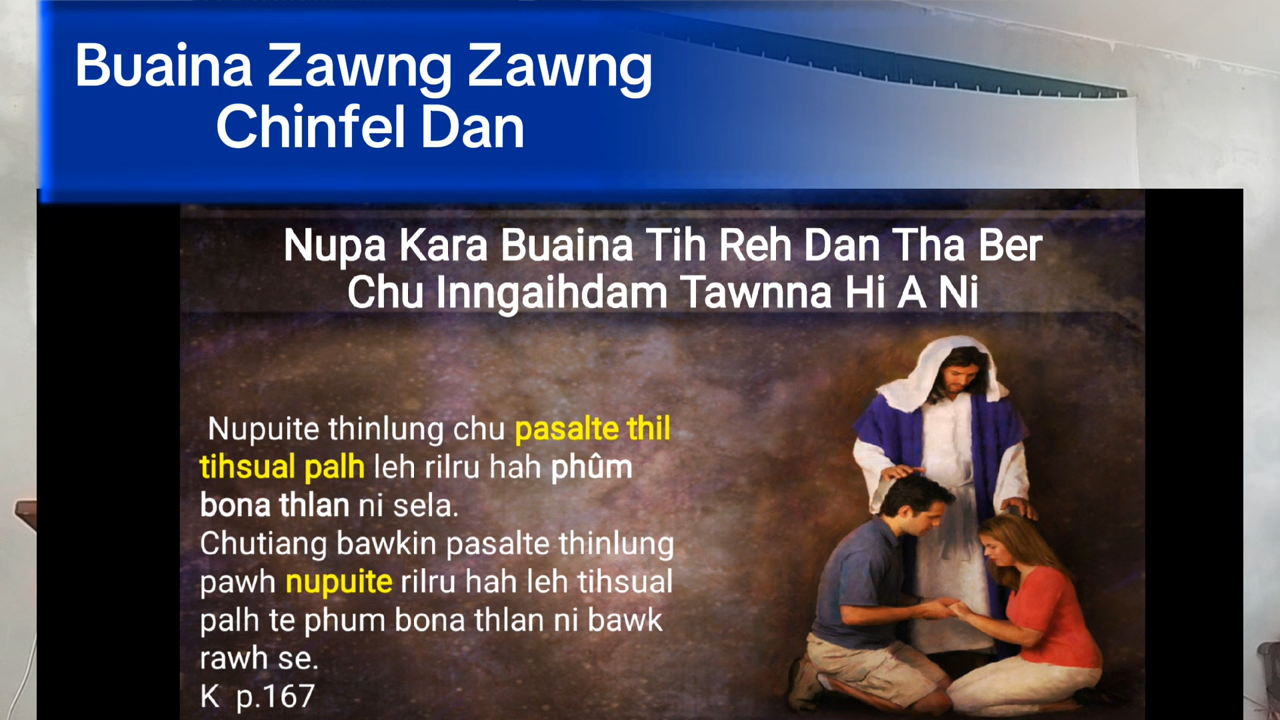 Buaina Zawng Zawng
Chinfel Dan
Nupa Kara Buaina Tih Reh Dan Tha Ber
Chu Inngaihdam Tawnna Hi A Ni
Nupuite thinlung chu pasalte thil
tihsual palh leh rilru hah phûm
bona thlan ni sela.
Chutiang bawkin pasalte thinlung
pawh nupuite rilru hah leh tihsual
palh te phum bona thlan ni bawk
rawh se.
K p.167